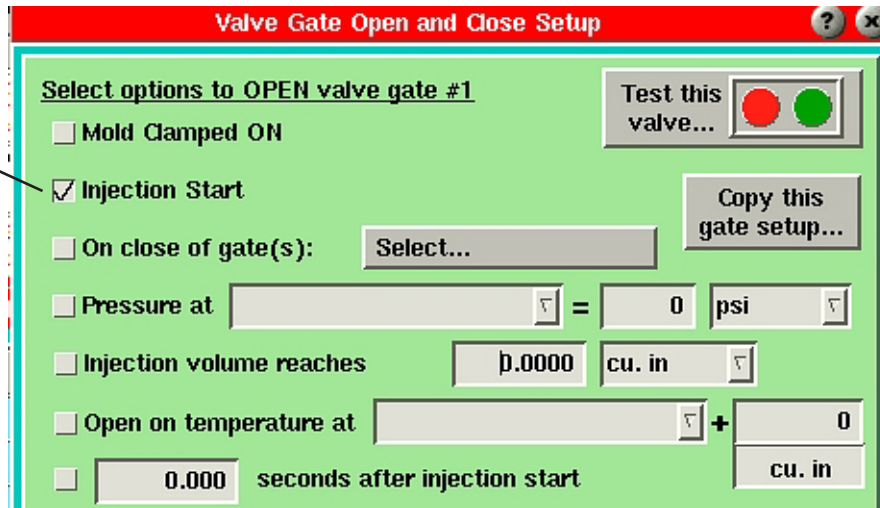 Valve Gate Open and Close Setup ? x
Select options to OPEN valve gate #1
Test this
valve...
Mold Clamped ON
Injection Start
Copy this
gate setup...
On close of gate(s): Select...
Pressure at = 0 psi
Injection volume reaches 0.0000 cu. in
Open on temperature at + 0
cu. in
0.000 seconds after injection start